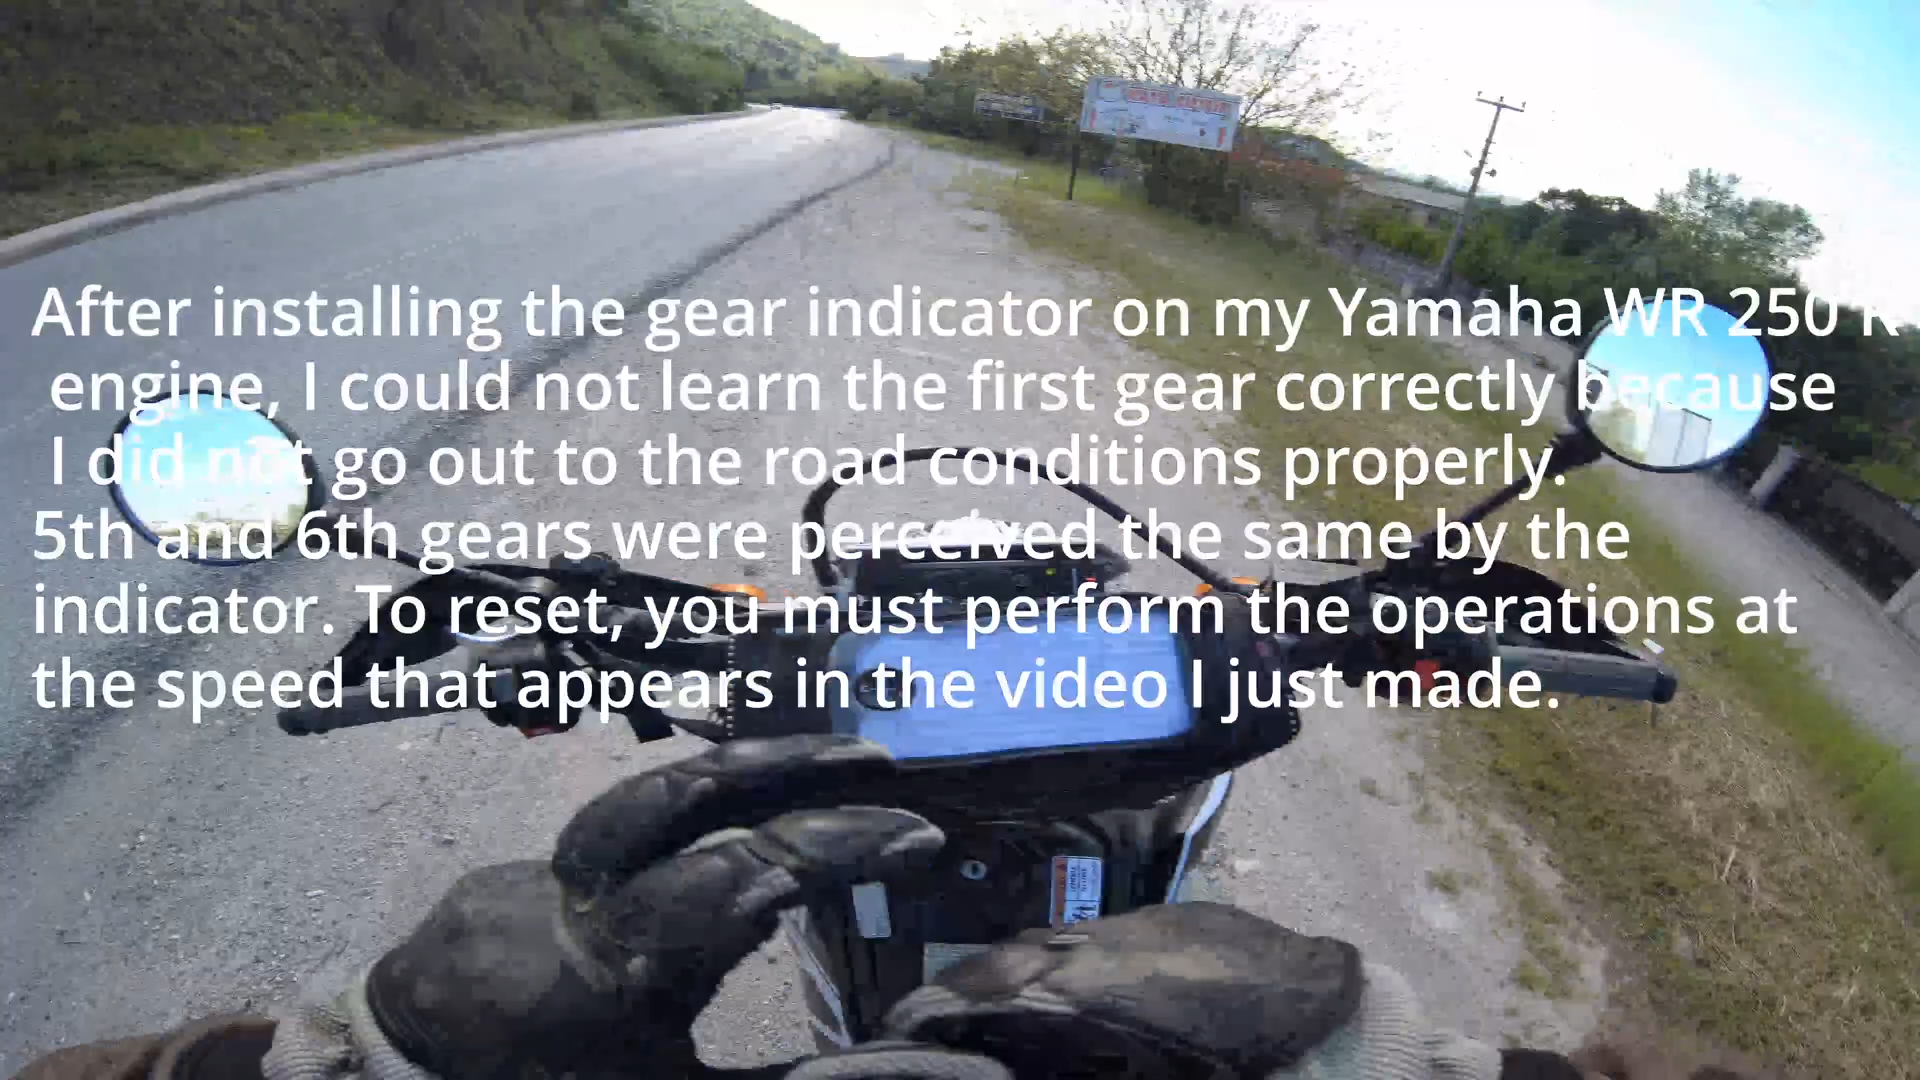 After installing the gear indicator on my Yamaha WR 250 R
engine, I could not learn the first gear correctly because
I did not go out to the road conditions properly.
5th and 6th gears were perceived the same by the
indicator. To reset, you must perform the operations at
the speed that appears in the video I just made.